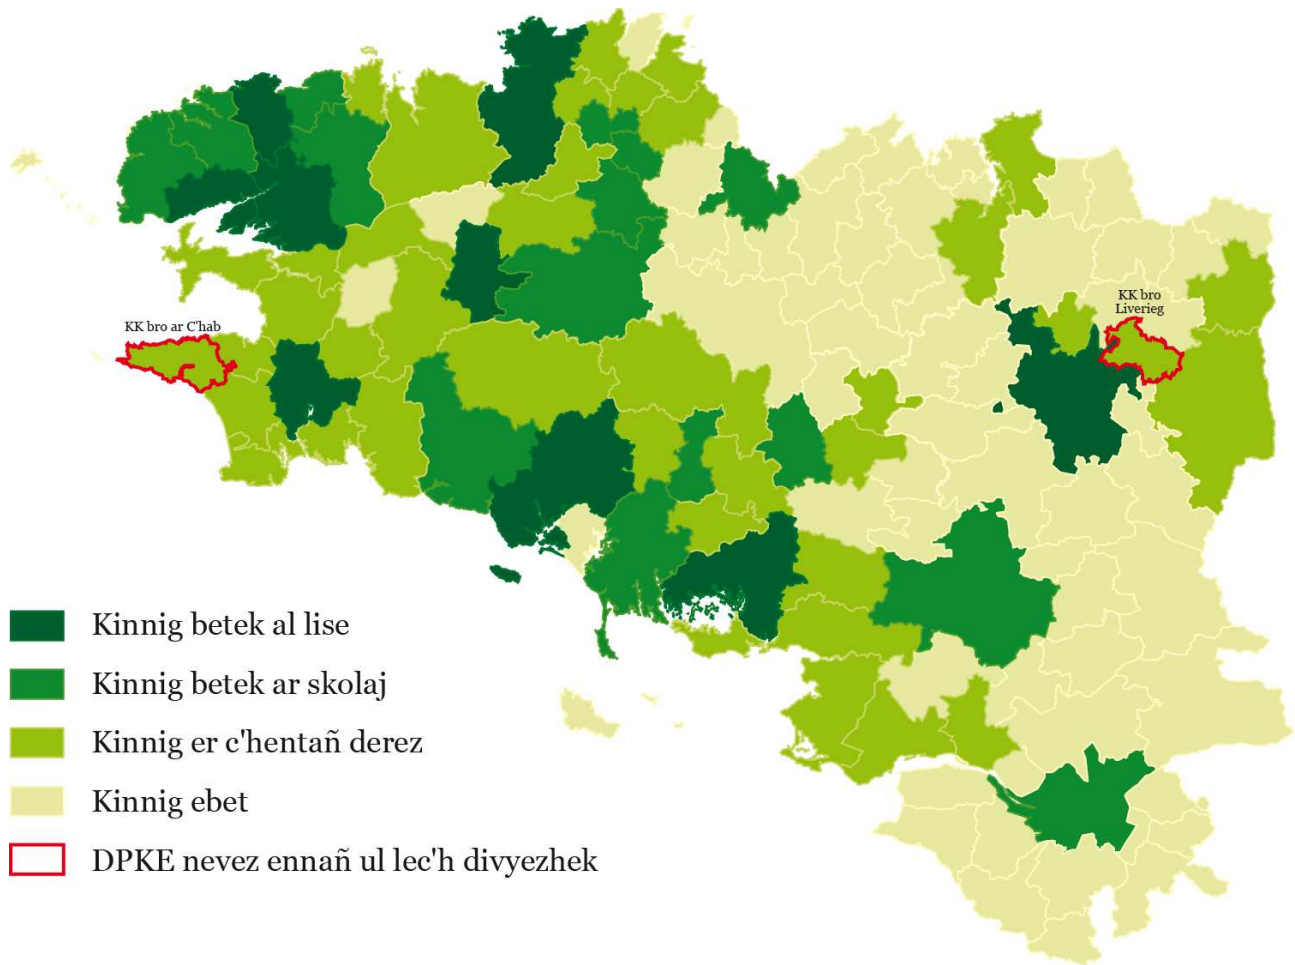 KK bro ar C'hab
KK bro
Liverieg
Kinnig betek al lise
Kinnig betek ar skolaj
Kinnig er c'hentañ derez
Kinnig ebet
DPKE nevez ennañ ul lec'h divyezhek